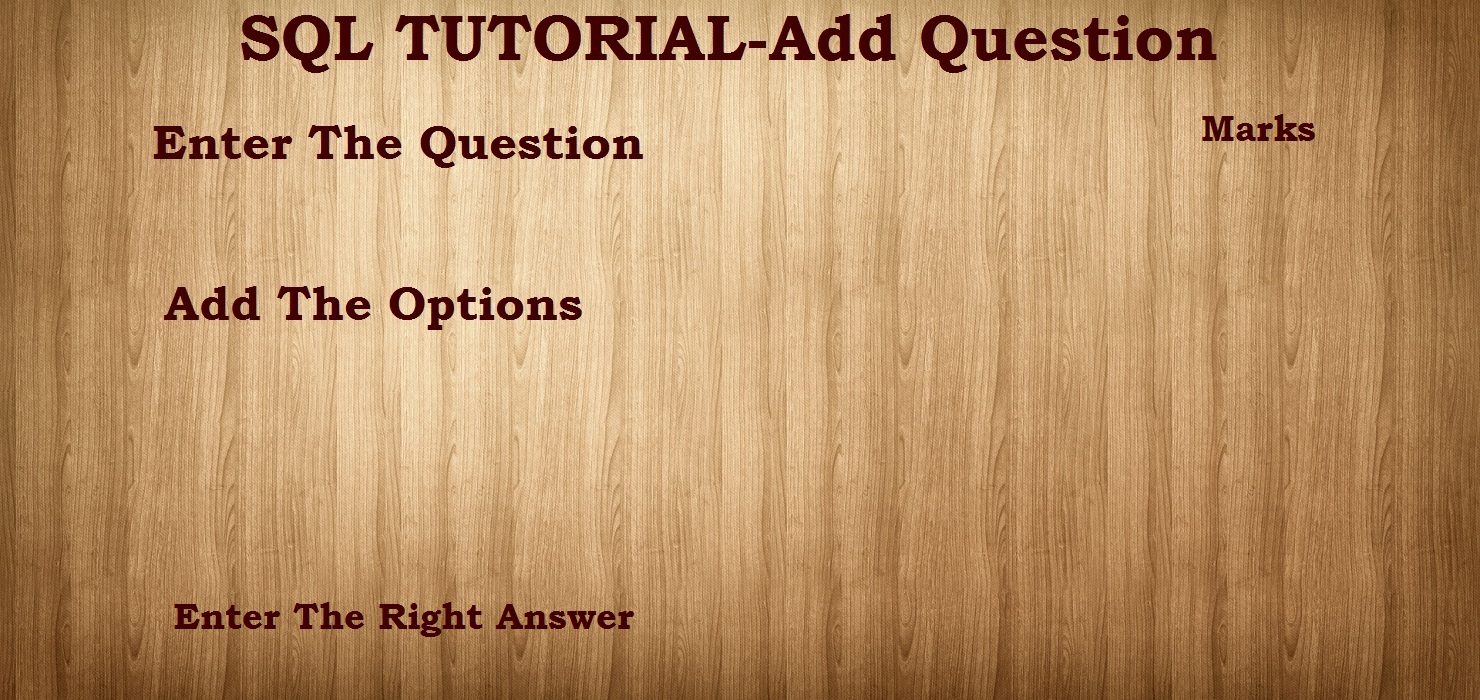 SQL TUTORIAL-Add Question
Enter The Question
Marks
Add The Options
Enter The Right Answer